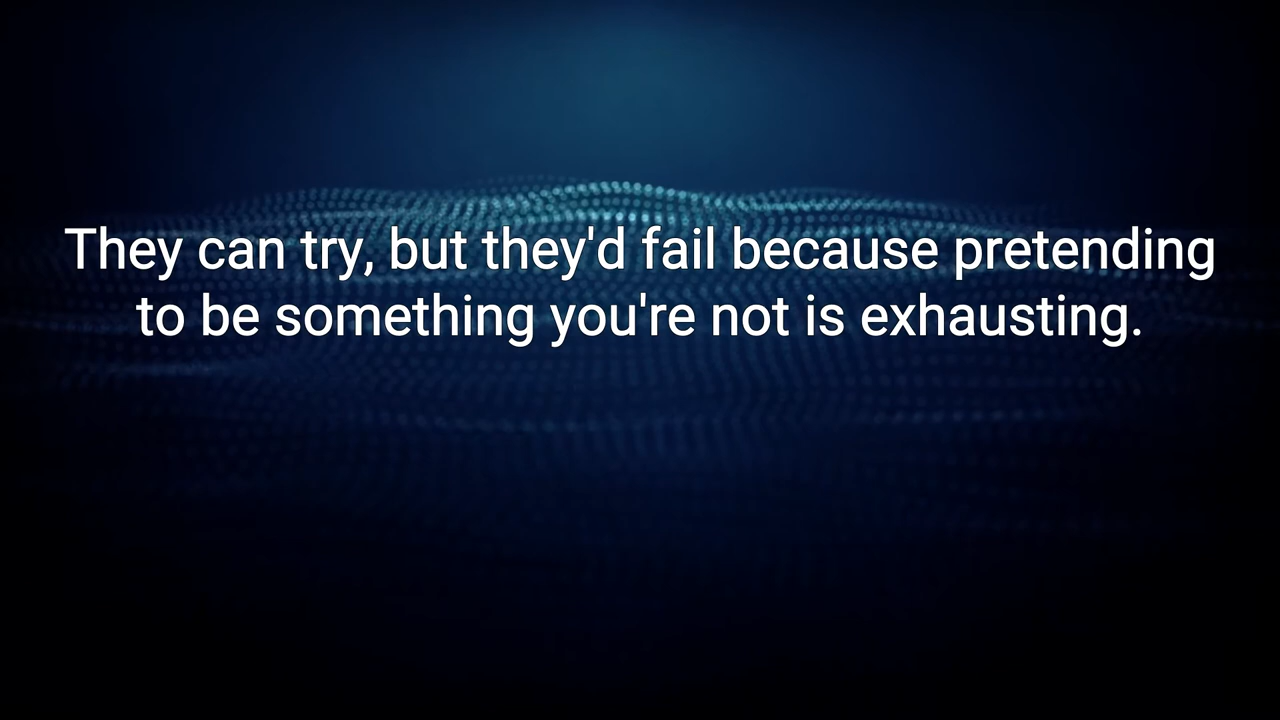 They can try, but they'd fail because pretending
to be something you're not is exhausting.